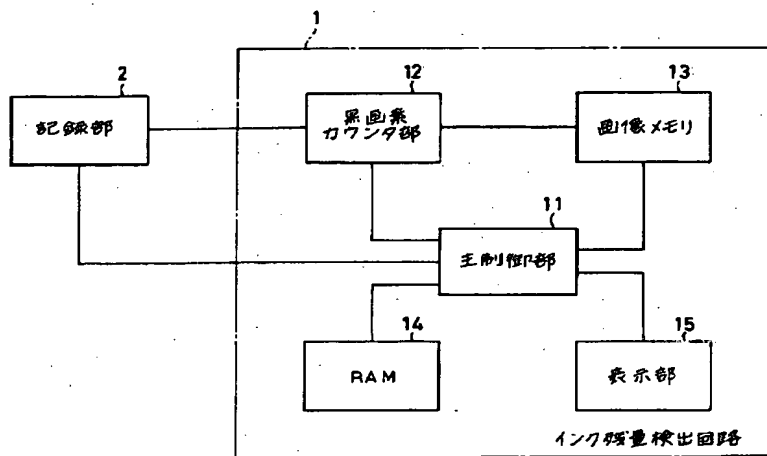 1
2
12
13
記録部
黒画素
カウンタ部
画像メモリ
11
主制御部
14
15
RAM
表示部
インク残量検出回路